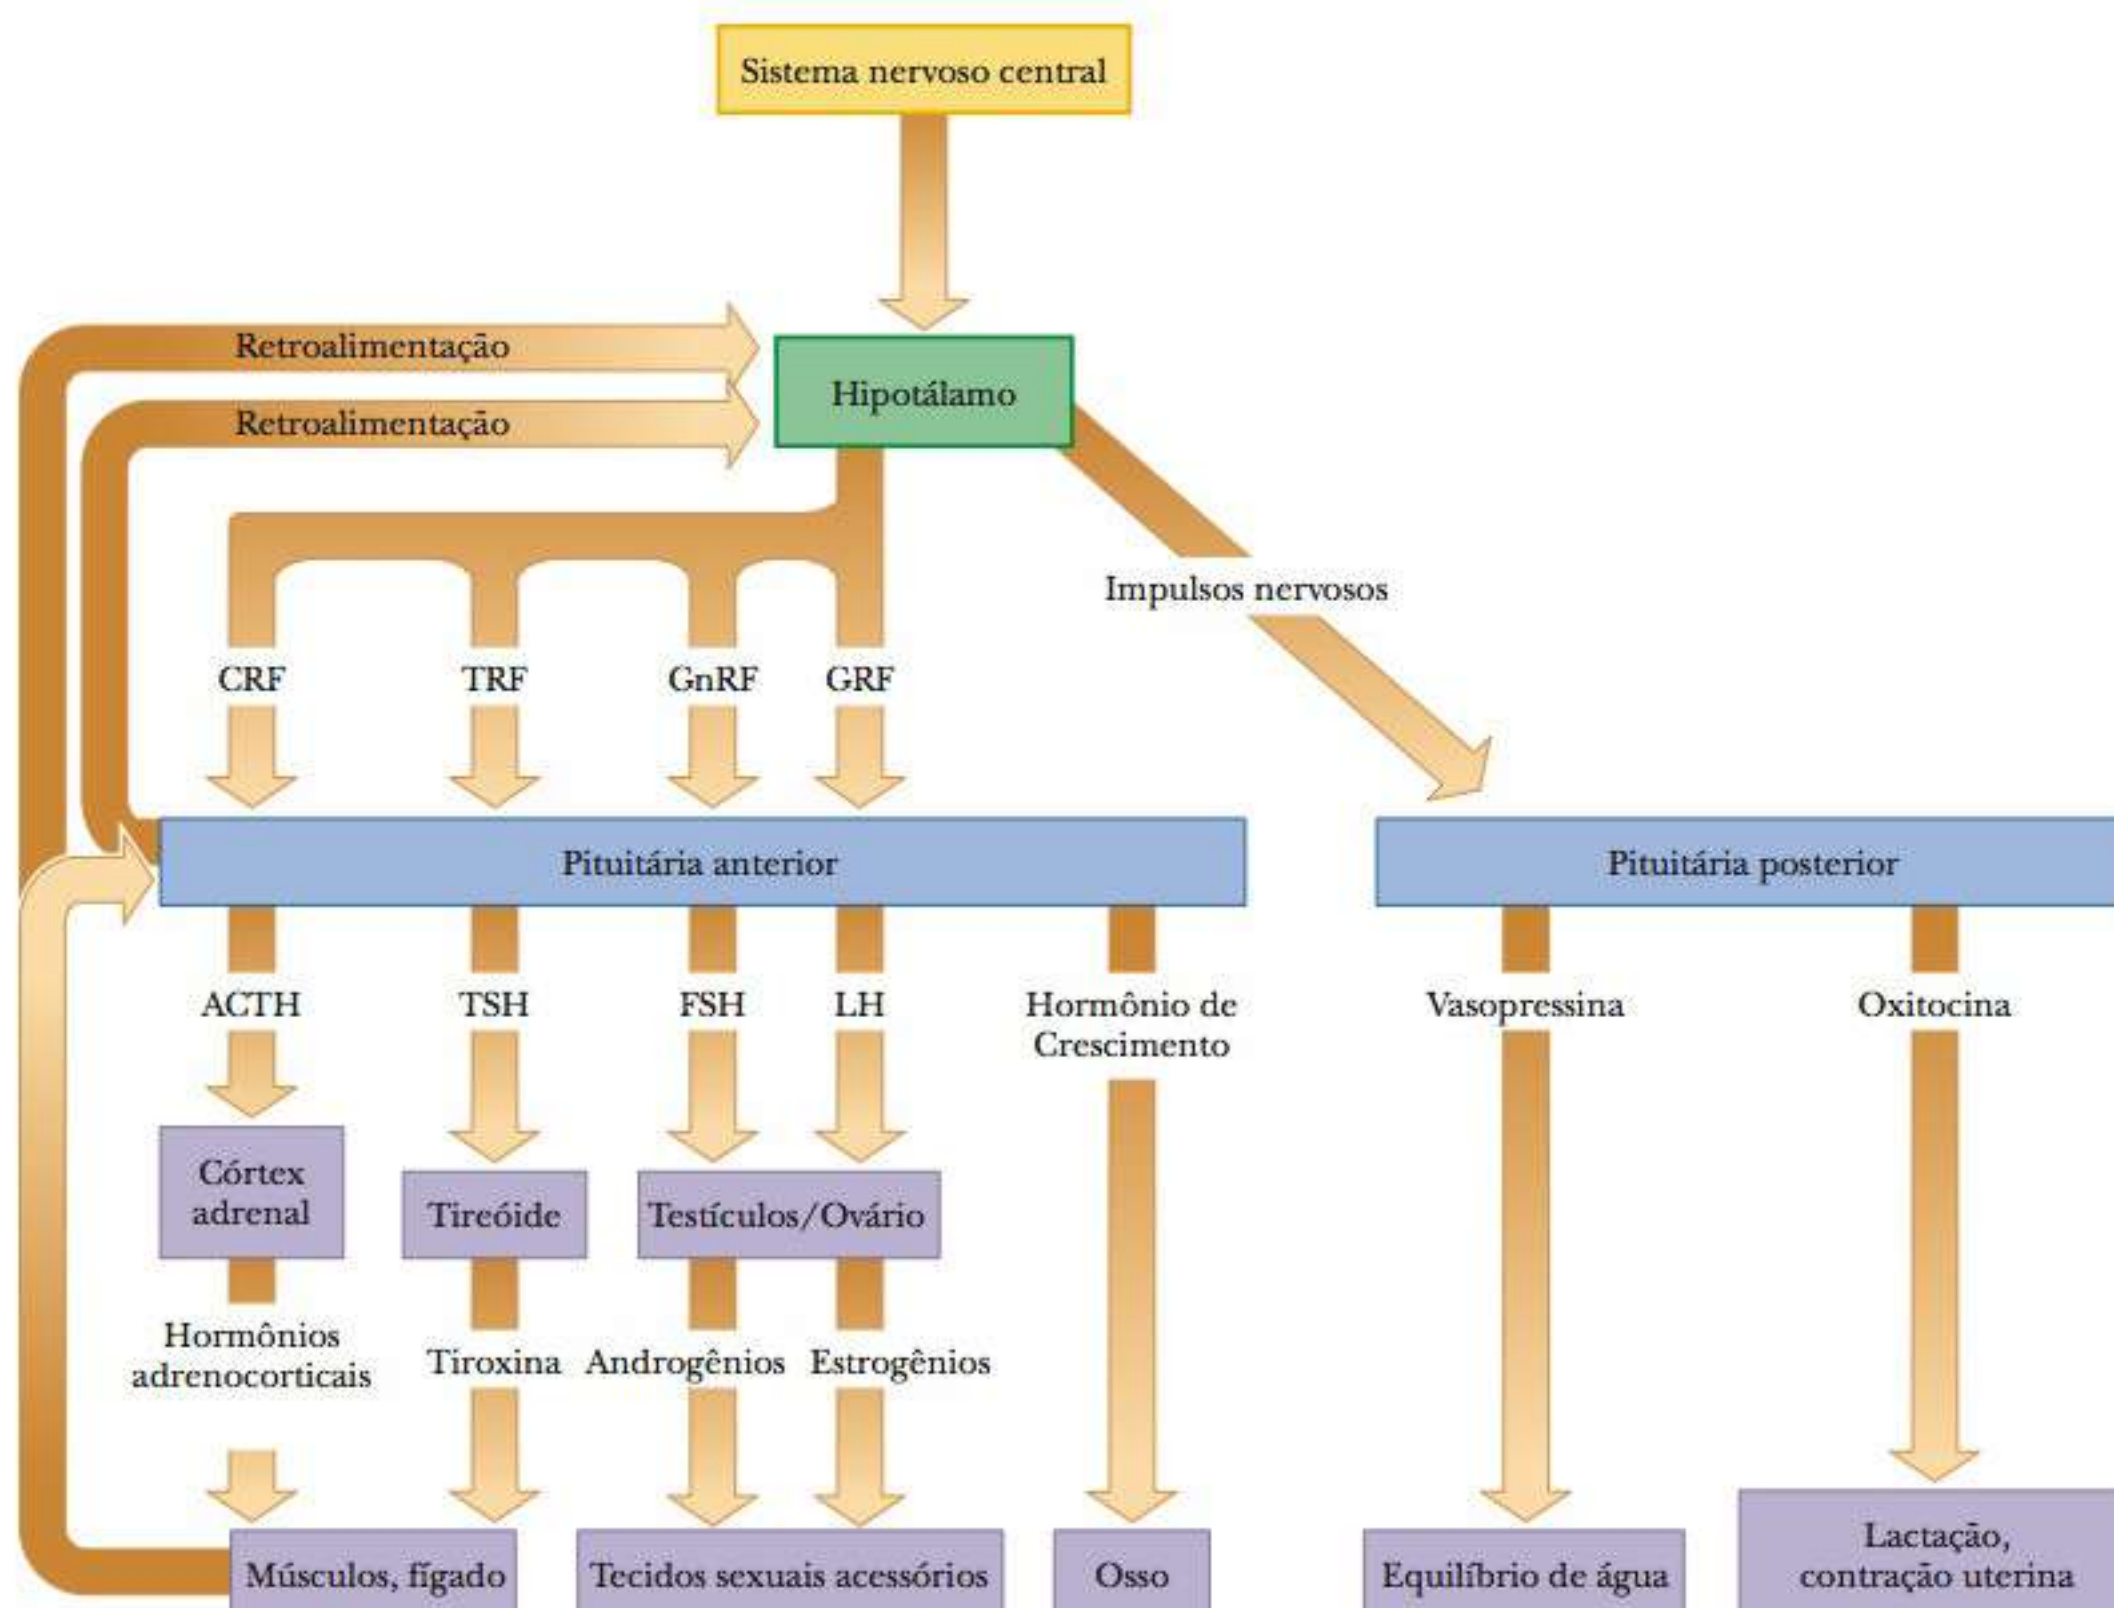 Sistema nervoso central
Retroalimentação
Hipotálamo
Retroalimentação
Impulsos nervosos
CRF
TRF
GnRF
GRF
Pituitária anterior
Pituitária posterior
ACTH
TSH
FSH
LH
Hormônio de
Crescimento
Vasopressina
Oxitocina
Córtex
adrenal
Tireóide
Testículos/Ovário
Hormônios
adrenocorticais
Tiroxina
Androgênios
Estrogênios
Músculos, fígado
Tecidos sexuais acessórios
Osso
Equilíbrio de água
Lactação,
contração uterina